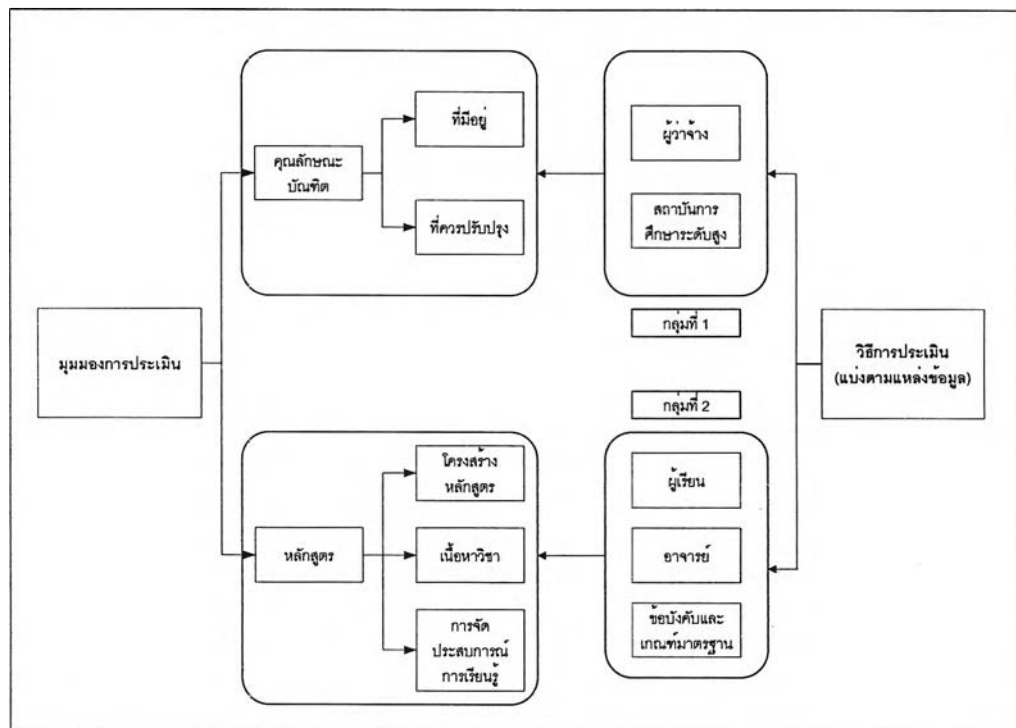 มุมมองการประเมิน
คุณลักษณะ
บัณฑิต
ที่มีอยู่
ที่ควรปรับปรุง
หลักสูตร
โครงสร้าง
หลักสูตร
เนื้อหาวิชา
การจัด
ประสบการณ์
การเรียนรู้
ผู้ว่าจ้าง
สถาบันการ
ศึกษาระดับสูง
กลุ่มที่ 1
กลุ่มที่ 2
ผู้เรียน
อาจารย์
ข้อบังคับและ
เกณฑ์มาตรฐาน
วิธีการประเมิน
(แบ่งตามแหล่งข้อมูล)